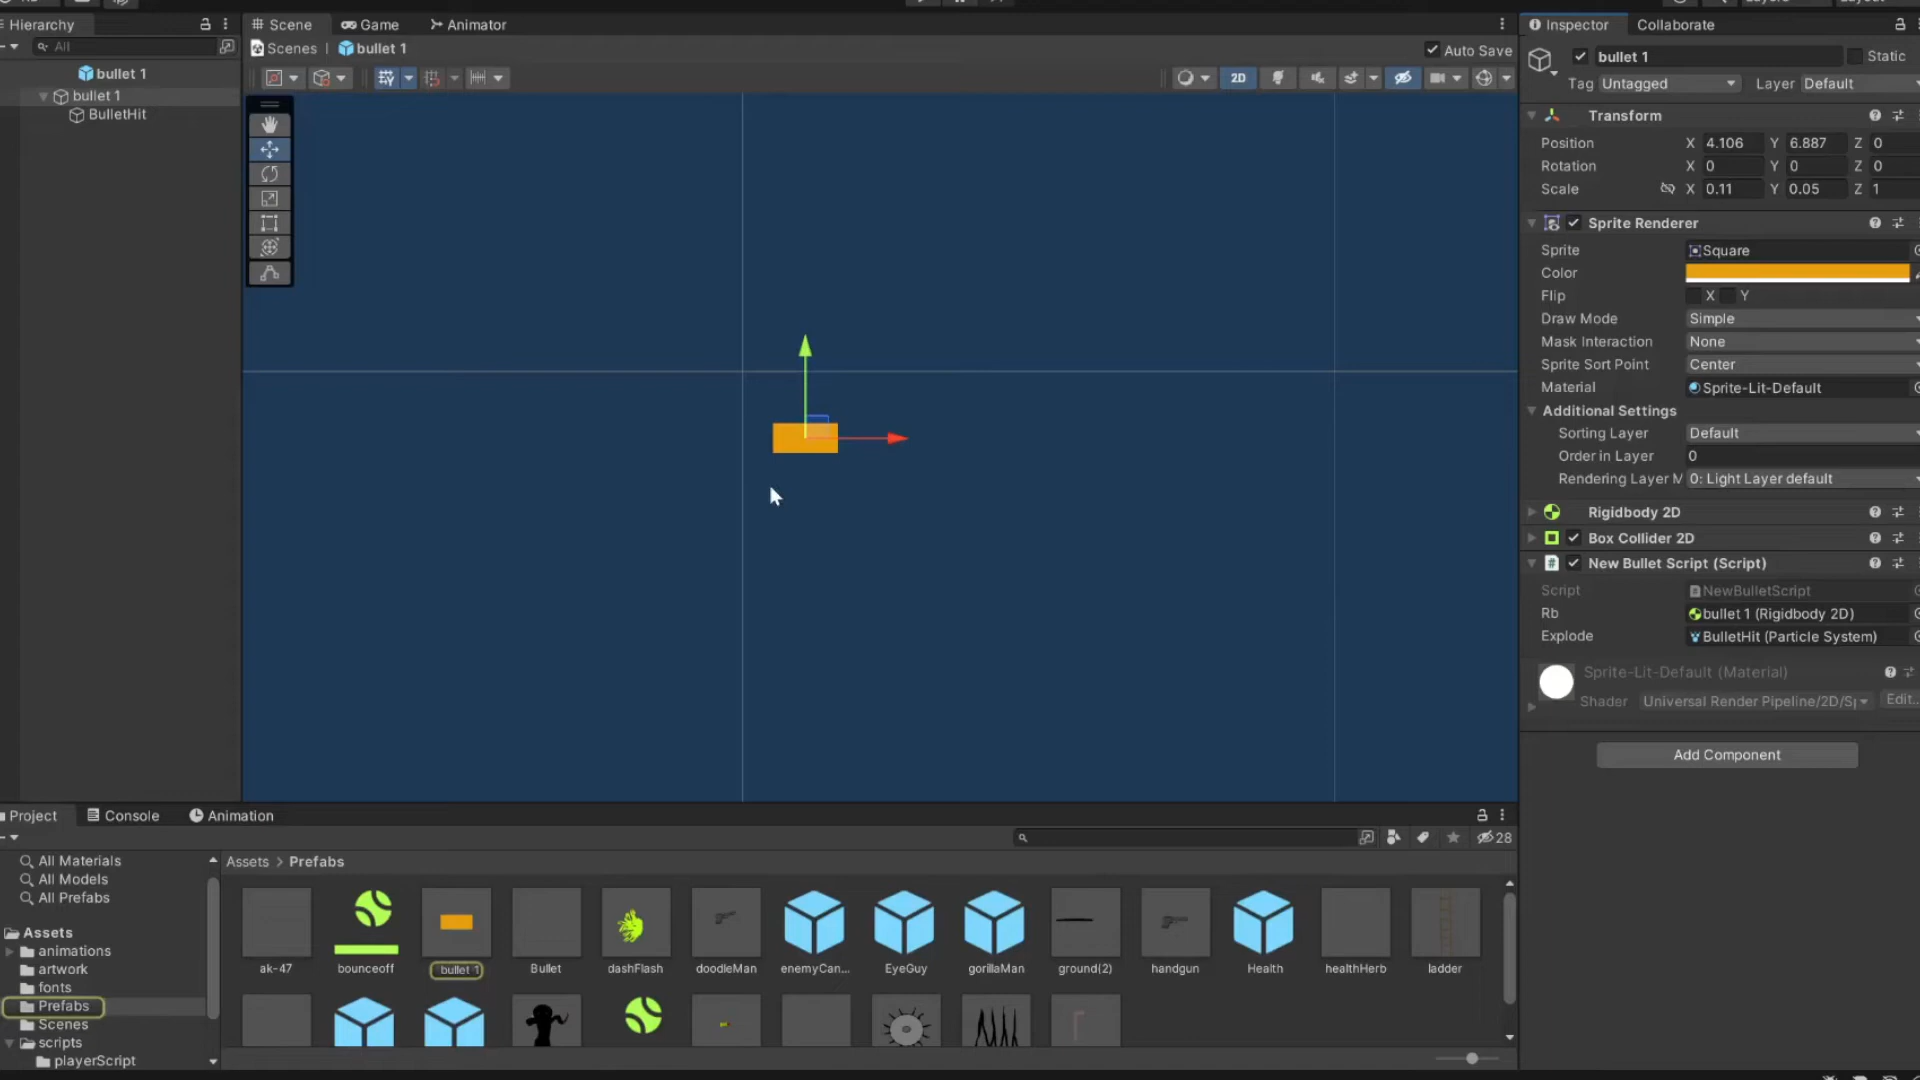 Hierarchy
Scene
Game
Animator
Inspector
Collaborate
All
Scenes
bullet 1
Auto Save
bullet 1
Static
Tag Untagged
Layer Default
bullet 1
bullet 1
BulletHit
2D
Transform
Position X 4.106 Y 6.887 Z 0
Rotation X 0 Y 0 Z 0
Scale X 0.11 Y 0.05 Z 1
Sprite Renderer
Sprite Square
Color
Flip X Y
Draw Mode Simple
Mask Interaction None
Sprite Sort Point Center
Material Sprite-Lit-Default
Additional Settings
Sorting Layer Default
Order in Layer 0
Rendering Layer M 0: Light Layer default
Rigidbody 2D
Box Collider 2D
# New Bullet Script (Script)
Script NewBulletScript
Rb bullet 1 (Rigidbody 2D)
Explode BulletHit (Particle System)
Sprite-Lit-Default (Material)
Shader Universal Render Pipeline/2D/Sp Edit..
Add Component
Project
Console
Animation
28
All Materials
All Models
All Prefabs
Assets
animations
artwork
fonts
Prefabs
Scenes
scripts
playerScript
Assets > Prefabs
ak-47
bounceoff
bullet 1
Bullet
dashFlash
doodleMan
enemyCan...
EyeGuy
gorillaMan
ground(2)
handgun
Health
healthHerb
ladder